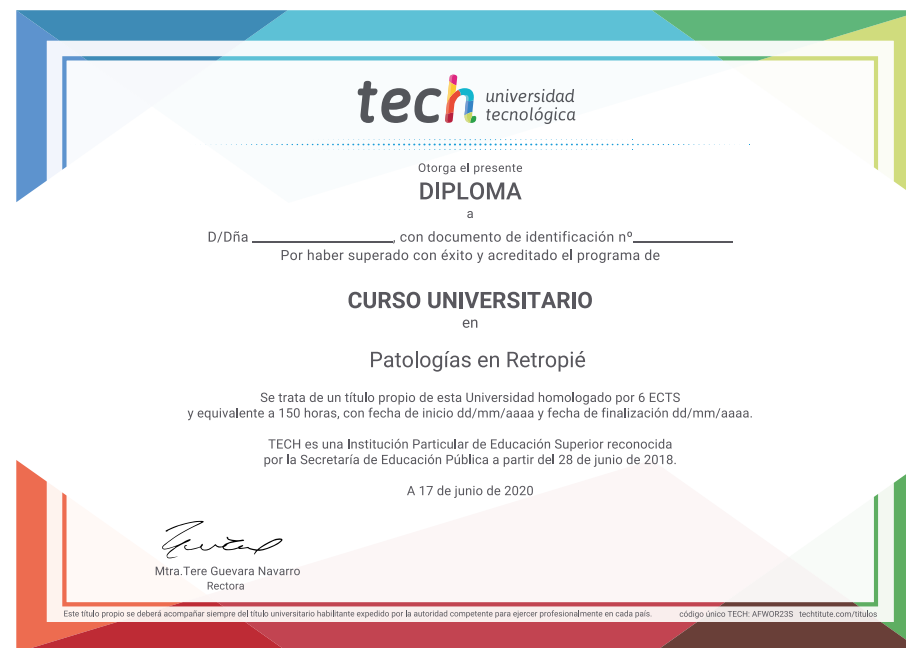 tech universidad
tecnológica
Otorga el presente
DIPLOMA
a
D/Dña ____________________, con documento de identificación nº______________
Por haber superado con éxito y acreditado el programa de
CURSO UNIVERSITARIO
en
Patologías en Retropié
Se trata de un título propio de esta Universidad homologado por 6 ECTS
y equivalente a 150 horas, con fecha de inicio dd/mm/aaaa y fecha de finalización dd/mm/aaaa.
TECH es una Institución Particular de Educación Superior reconocida
por la Secretaría de Educación Pública a partir del 28 de junio de 2018.
A 17 de junio de 2020
Mtra.Tere Guevara Navarro
Rectora
Este título propio se deberá acompañar siempre del título universitario habilitante expedido por la autoridad competente para ejercer profesionalmente en cada país. código único TECH: AFWOR23S techtitute.com/titulos